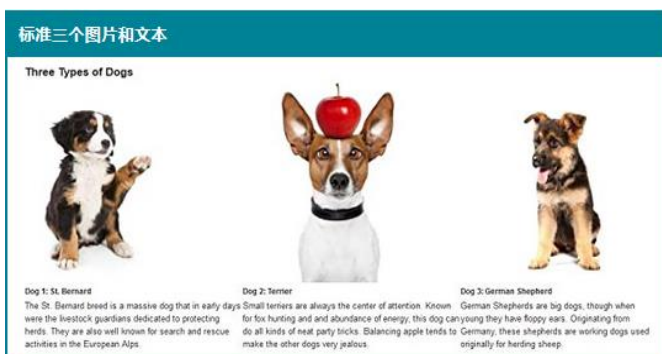 标准三个图片和文本
Three Types of Dogs
Dog 1: St. Bernard
The St. Bernard breed is a massive dog that in early days
were the livestock guardians dedicated to protecting
herds. They are also well known for search and rescue
activities in the European Alps.
Dog 2: Terrier
Small terriers are always the center of attention. Known
for fox hunting and and abundance of energy, this dog can
do all kinds of neat party tricks. Balancing apple tends to
make the other dogs very jealous.
Dog 3: German Shepherd
German Shepherds are big dogs, though when
young they have floppy ears. Originating from
Germany, these shepherds are working dogs used
originally for herding sheep.